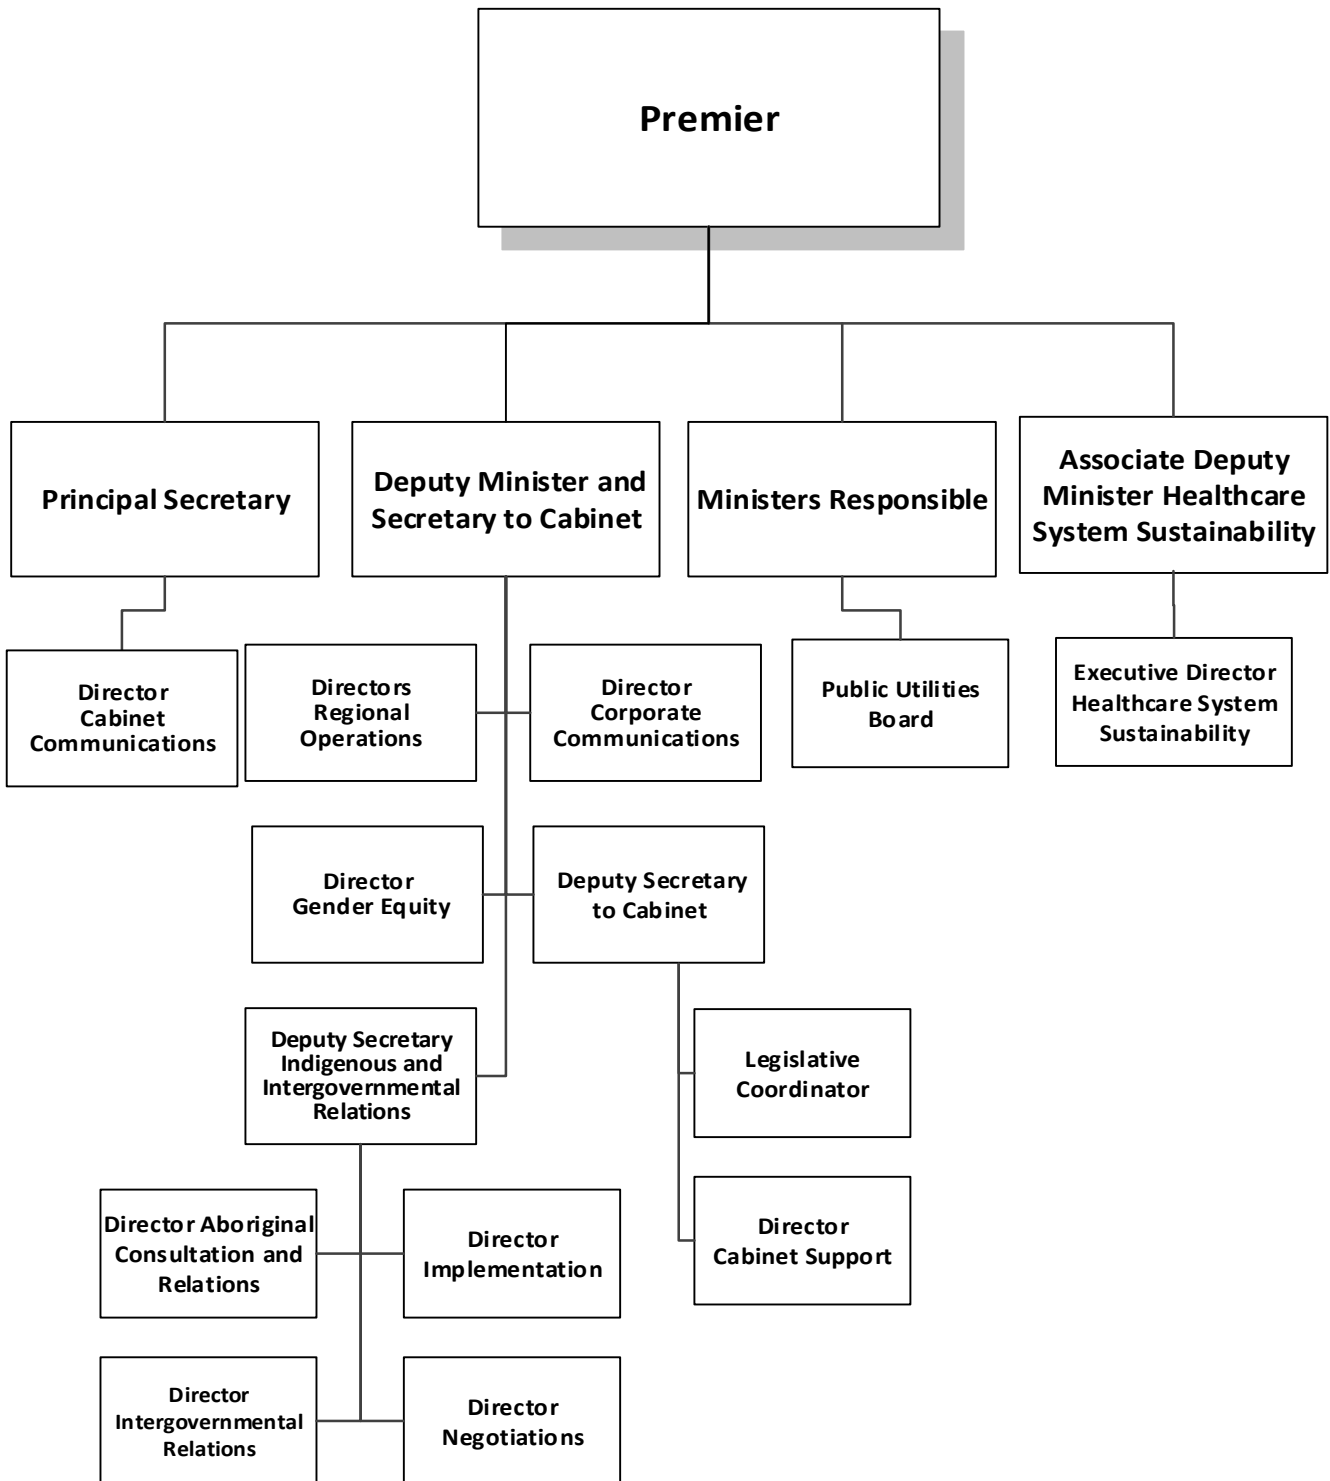 Premier
Principal Secretary
Deputy Minister and
Secretary to Cabinet
Ministers Responsible
Associate Deputy
Minister Healthcare
System Sustainability
Director
Cabinet
Communications
Directors
Regional
Operations
Director
Corporate
Communications
Public Utilities
Board
Executive Director
Healthcare System
Sustainability
Director
Gender Equity
Deputy Secretary
to Cabinet
Deputy Secretary
Indigenous and
Intergovernmental
Relations
Legislative
Coordinator
Director Aboriginal
Consultation and
Relations
Director
Implementation
Director
Cabinet Support
Director
Intergovernmental
Relations
Director
Negotiations